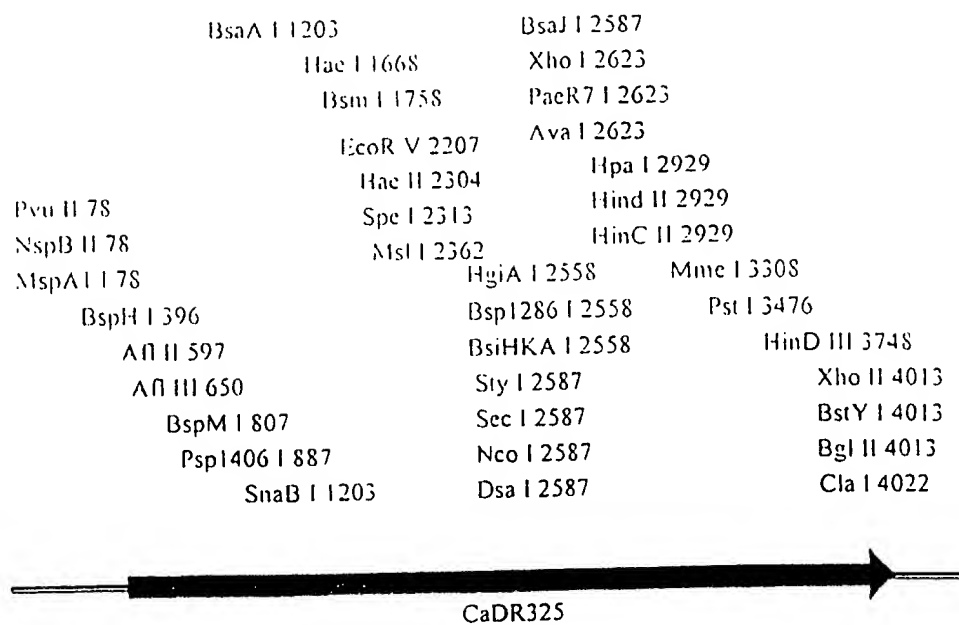 BsaA I 1203
Hae I 1668
Bsm I 1758
EcoR V 2207
Hae II 2304
Spe I 2313
Msl I 2362
BsaJ I 2587
Xho I 2623
PaeR7 I 2623
Ava I 2623
Hpa I 2929
Hind II 2929
HinC II 2929
Pvu II 78
NspB II 78
MspA1 I 78
BspH I 396
Afl II 597
Afl III 650
BspM I 807
Psp1406 I 887
SnaB I 1203
HgiA I 2558
Bsp1286 I 2558
BsiHKA I 2558
Sty I 2587
Sec I 2587
Nco I 2587
Dsa I 2587
Mme I 3308
Pst I 3476
HinD III 3748
Xho II 4013
BstY I 4013
Bgl II 4013
Cla I 4022
CaDR325